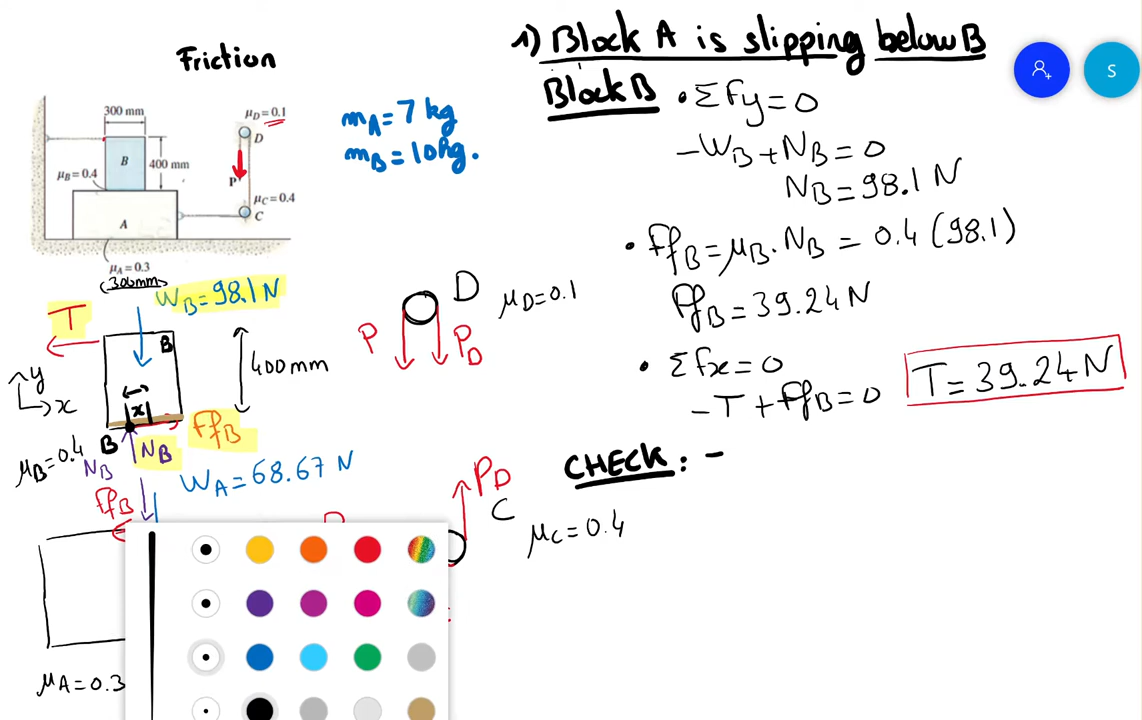 Friction
300 mm
μD = 0.1
D
B
400 mm
μB = 0.4
P
μC = 0.4
C
A
μA = 0.3
mA = 7 kg
mB = 10 kg.
(300mm)
T
WB = 98.1 N
B
400mm
y
x
x
FfB
B
NB
μB = 0.4
NB
WA = 68.67 N
FfB
μA = 0.3
D
μD = 0.1
P
PD
PD
C
μC = 0.4
1) Block A is slipping below B
Block B
• ΣFy = 0
-WB + NB = 0
NB = 98.1 N
• FfB = μB . NB = 0.4 (98.1)
FfB = 39.24 N
• Σfx = 0
-T + FfB = 0
T = 39.24 N
CHECK : -
S